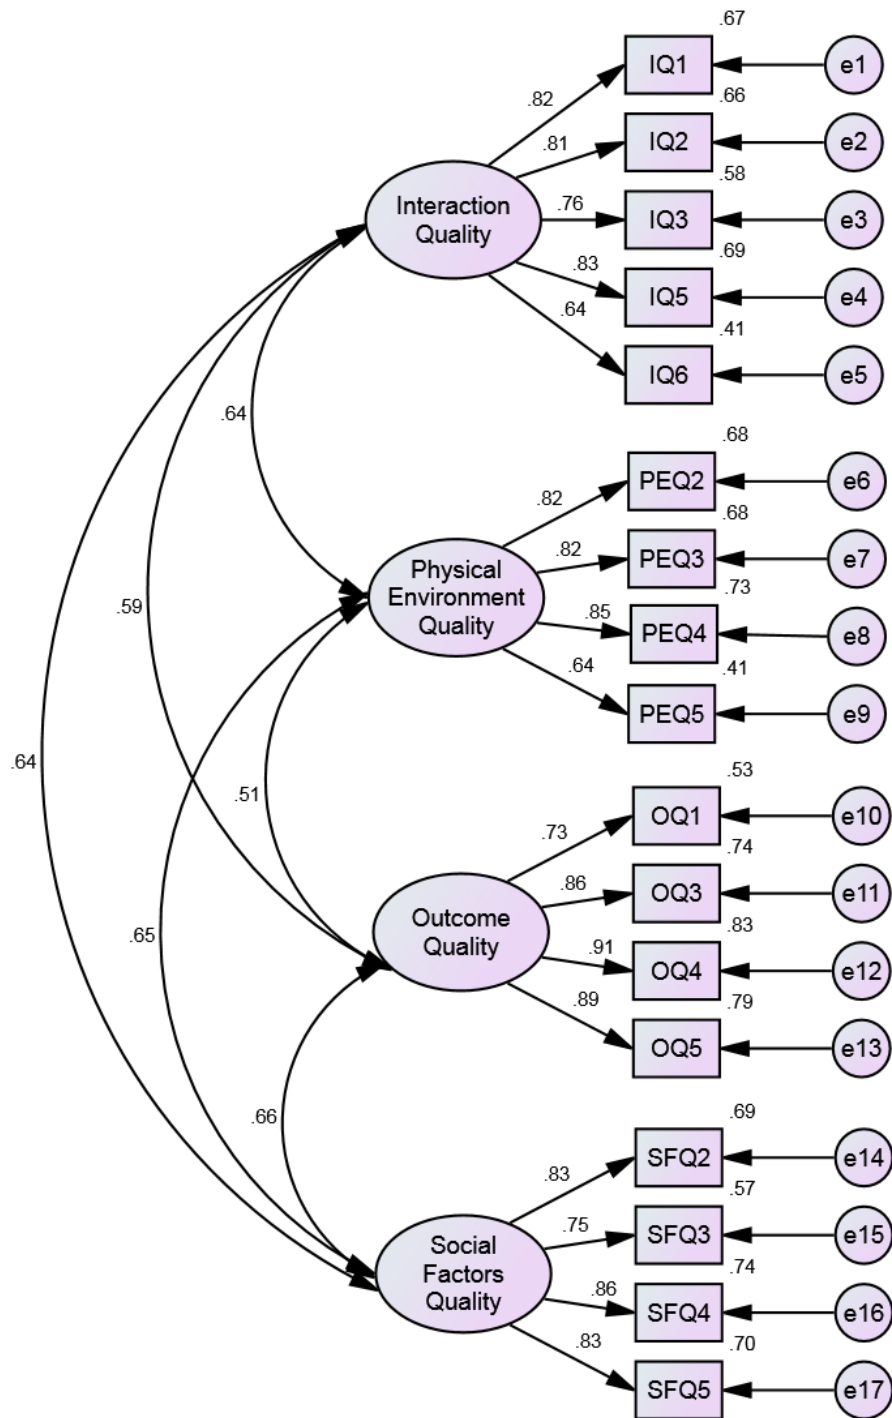 .67
IQ1
e1
.82
.66
IQ2
e2
.81
.58
Interaction
Quality
.76
IQ3
e3
.69
.83
IQ5
e4
.64
.41
IQ6
e5
.64
.68
PEQ2
e6
.82
.68
PEQ3
e7
.82
.73
Physical
Environment
Quality
.85
PEQ4
e8
.41
.64
PEQ5
e9
.59
.64
.51
.53
OQ1
e10
.73
.74
OQ3
e11
.86
.83
Outcome
Quality
.91
OQ4
e12
.79
.89
OQ5
e13
.65
.66
.69
SFQ2
e14
.83
.57
SFQ3
e15
.75
.74
Social
Factors
Quality
.86
SFQ4
e16
.70
.83
SFQ5
e17